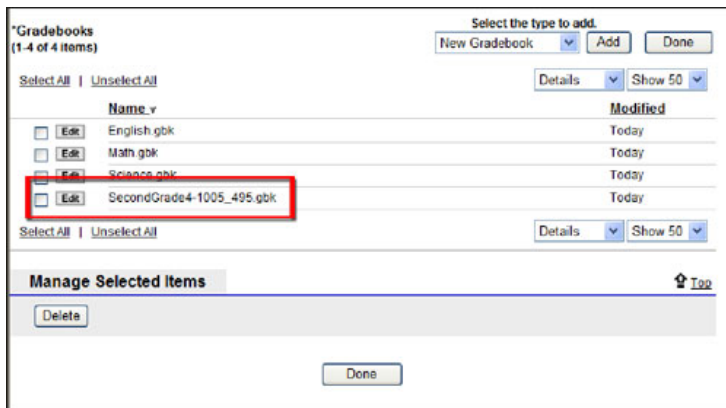 *Gradebooks
(1-4 of 4 items)
Select the type to add.
New Gradebook Add Done
Select All | Unselect All Details Show 50
Name Modified
Edit English.gbk Today
Edit Math.gbk Today
Edit Science.gbk Today
Edit SecondGrade4-1005_495.gbk Today
Select All | Unselect All Details Show 50
Manage Selected Items Top
Delete
Done